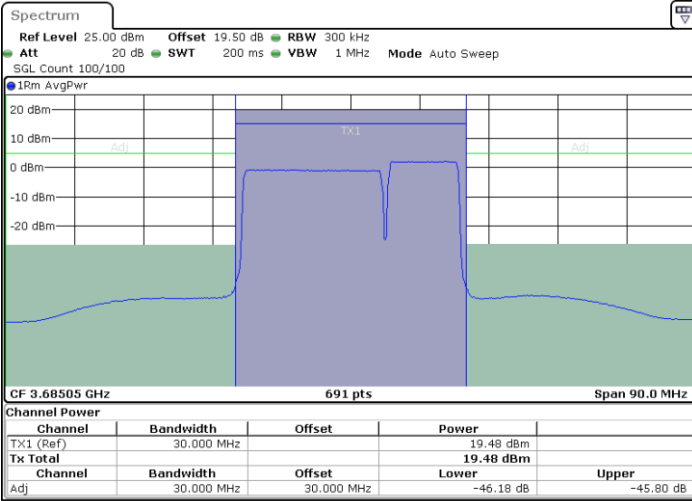 Spectrum
Ref Level 25.00 dBm Offset 19.50 dB RBW 300 kHz
Att 20 dB SWT 200 ms VBW 1 MHz Mode Auto Sweep
SGL Count 100/100
1Rm AvgPwr
20 dBm
TX1
10 dBm
Adj Adj
0 dBm
-10 dBm
-20 dBm
CF 3.68505 GHz 691 pts Span 90.0 MHz
Channel Power
Channel Bandwidth Offset Power
TX1 (Ref) 30.000 MHz 19.48 dBm
Tx Total 19.48 dBm
Channel Bandwidth Offset Lower Upper
Adj 30.000 MHz 30.000 MHz -46.18 dB -45.80 dB